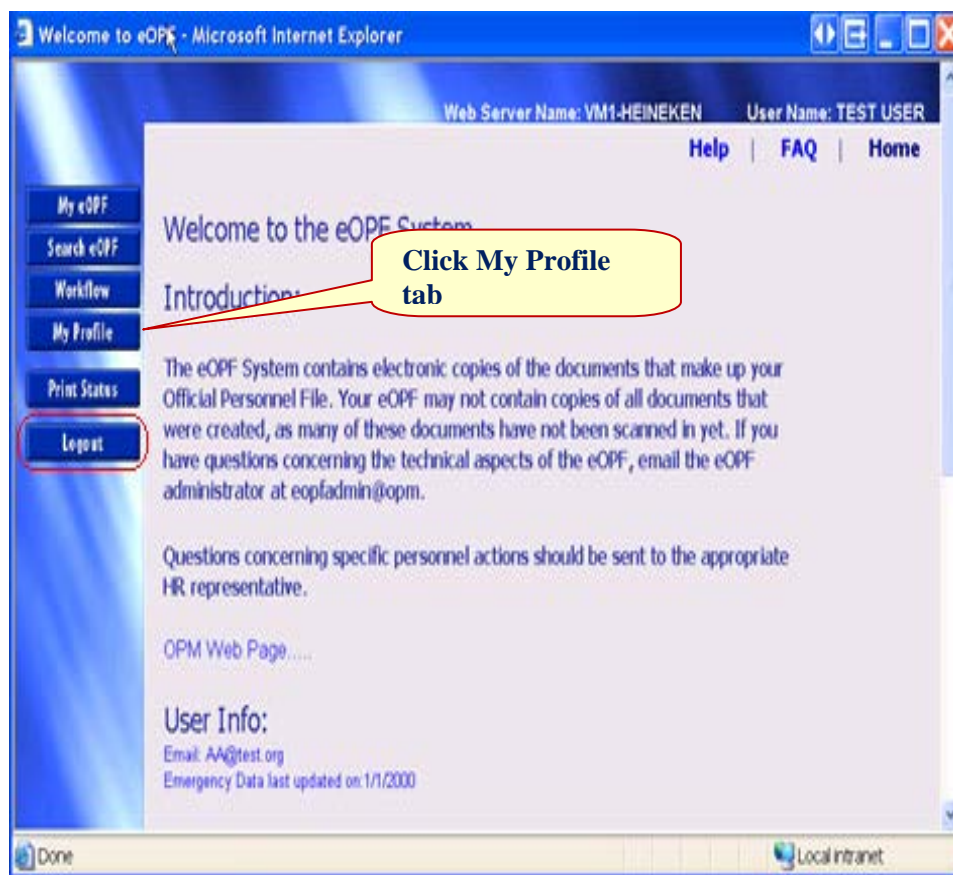 Welcome to eOPF - Microsoft Internet Explorer
Web Server Name: VM1-HEINEKEN User Name: TEST USER
Help | FAQ | Home
My eOPF
Search eOPF
Workflow
My Profile
Print Status
Logout
Welcome to the eOPF System
Click My Profile
tab
Introduction:
The eOPF System contains electronic copies of the documents that make up your
Official Personnel File. Your eOPF may not contain copies of all documents that
were created, as many of these documents have not been scanned in yet. If you
have questions concerning the technical aspects of the eOPF, email the eOPF
administrator at eopfadmin@opm.
Questions concerning specific personnel actions should be sent to the appropriate
HR representative.
OPM Web Page.....
User Info:
Email: AA@test.org
Emergency Data last updated on:1/1/2000
Done
Local intranet